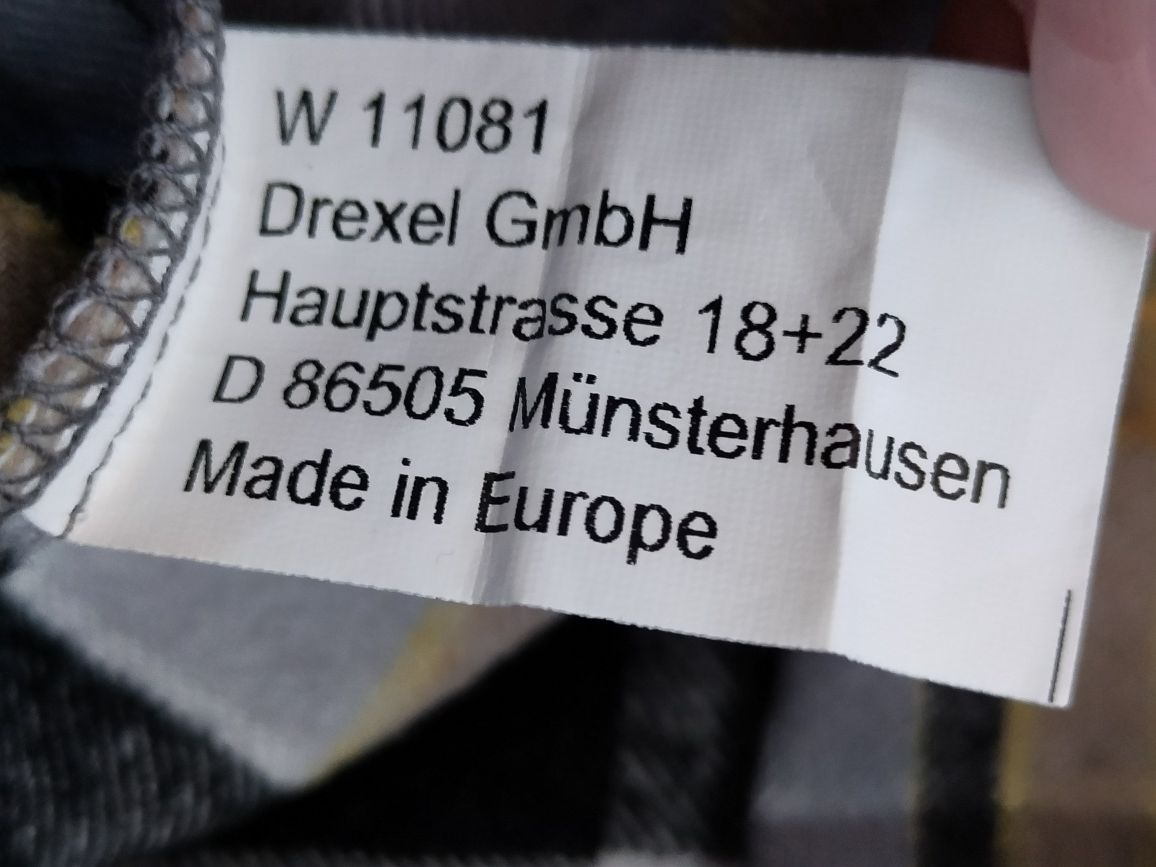 W 11081
Drexel GmbH
Hauptstrasse 18+22
D 86505 Münsterhausen
Made in Europe